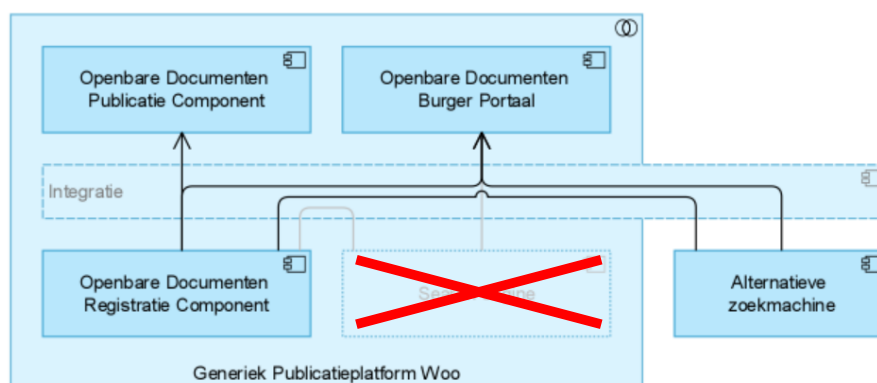 Openbare Documenten
Publicatie Component
Openbare Documenten
Burger Portaal
Integratie
Openbare Documenten
Registratie Component
Alternatieve
zoekmachine
Generiek Publicatieplatform Woo